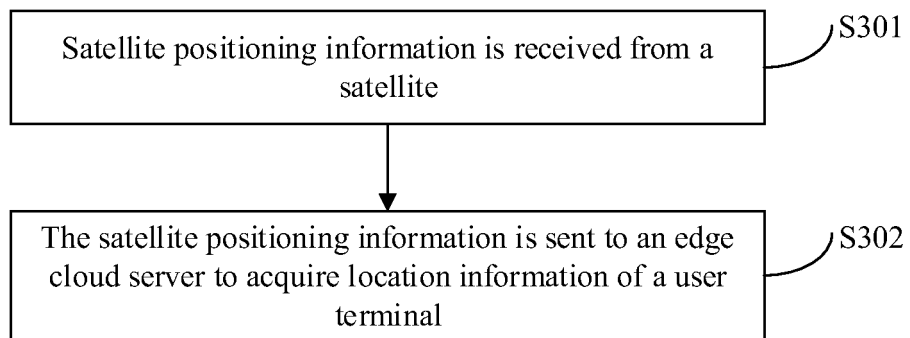 Satellite positioning information is received from a
satellite
S301
The satellite positioning information is sent to an edge
cloud server to acquire location information of a user
terminal
S302